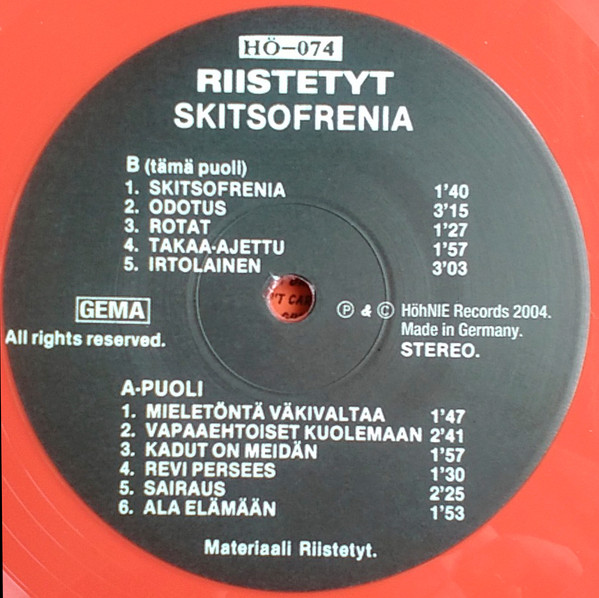 HÖ-074
RIISTETYT
SKITSOFRENIA
B (tämä puoli)
1. SKITSOFRENIA 1'40
2. ODOTUS 3'15
3. ROTAT 1'27
4. TAKAA-AJETTU 1'57
5. IRTOLAINEN 3'03
'T CA
GEMA
All rights reserved.
Ⓟ & © HöhNIE Records 2004.
Made in Germany.
STEREO.
A-PUOLI
1. MIELETÖNTÄ VÄKIVALTAA 1'47
2. VAPAAEHTOISET KUOLEMAAN 2'41
3. KADUT ON MEIDÄN 1'57
4. REVI PERSEES 1'30
5. SAIRAUS 2'25
6. ALA ELÄMÄÄN 1'53
Materiaali Riistetyt.